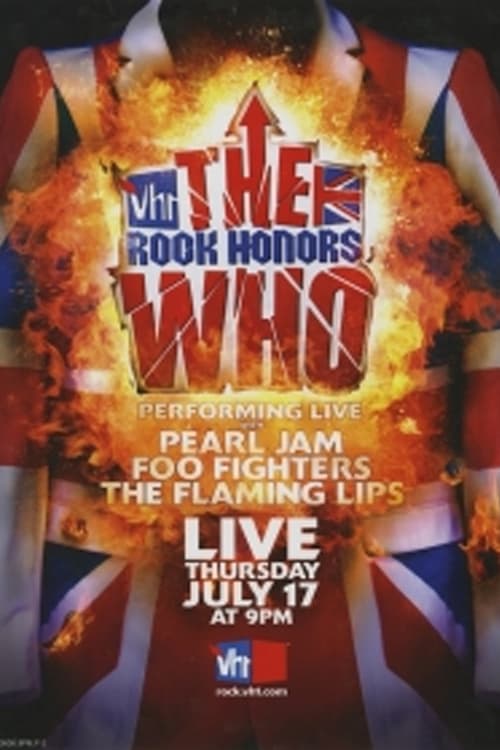 THE
vh1
ROCK HONORS
WHO
PERFORMING LIVE
PEARL JAM
FOO FIGHTERS
THE FLAMING LIPS
LIVE
THURSDAY
JULY 17
AT 9PM
vh1
rock.vh1.com